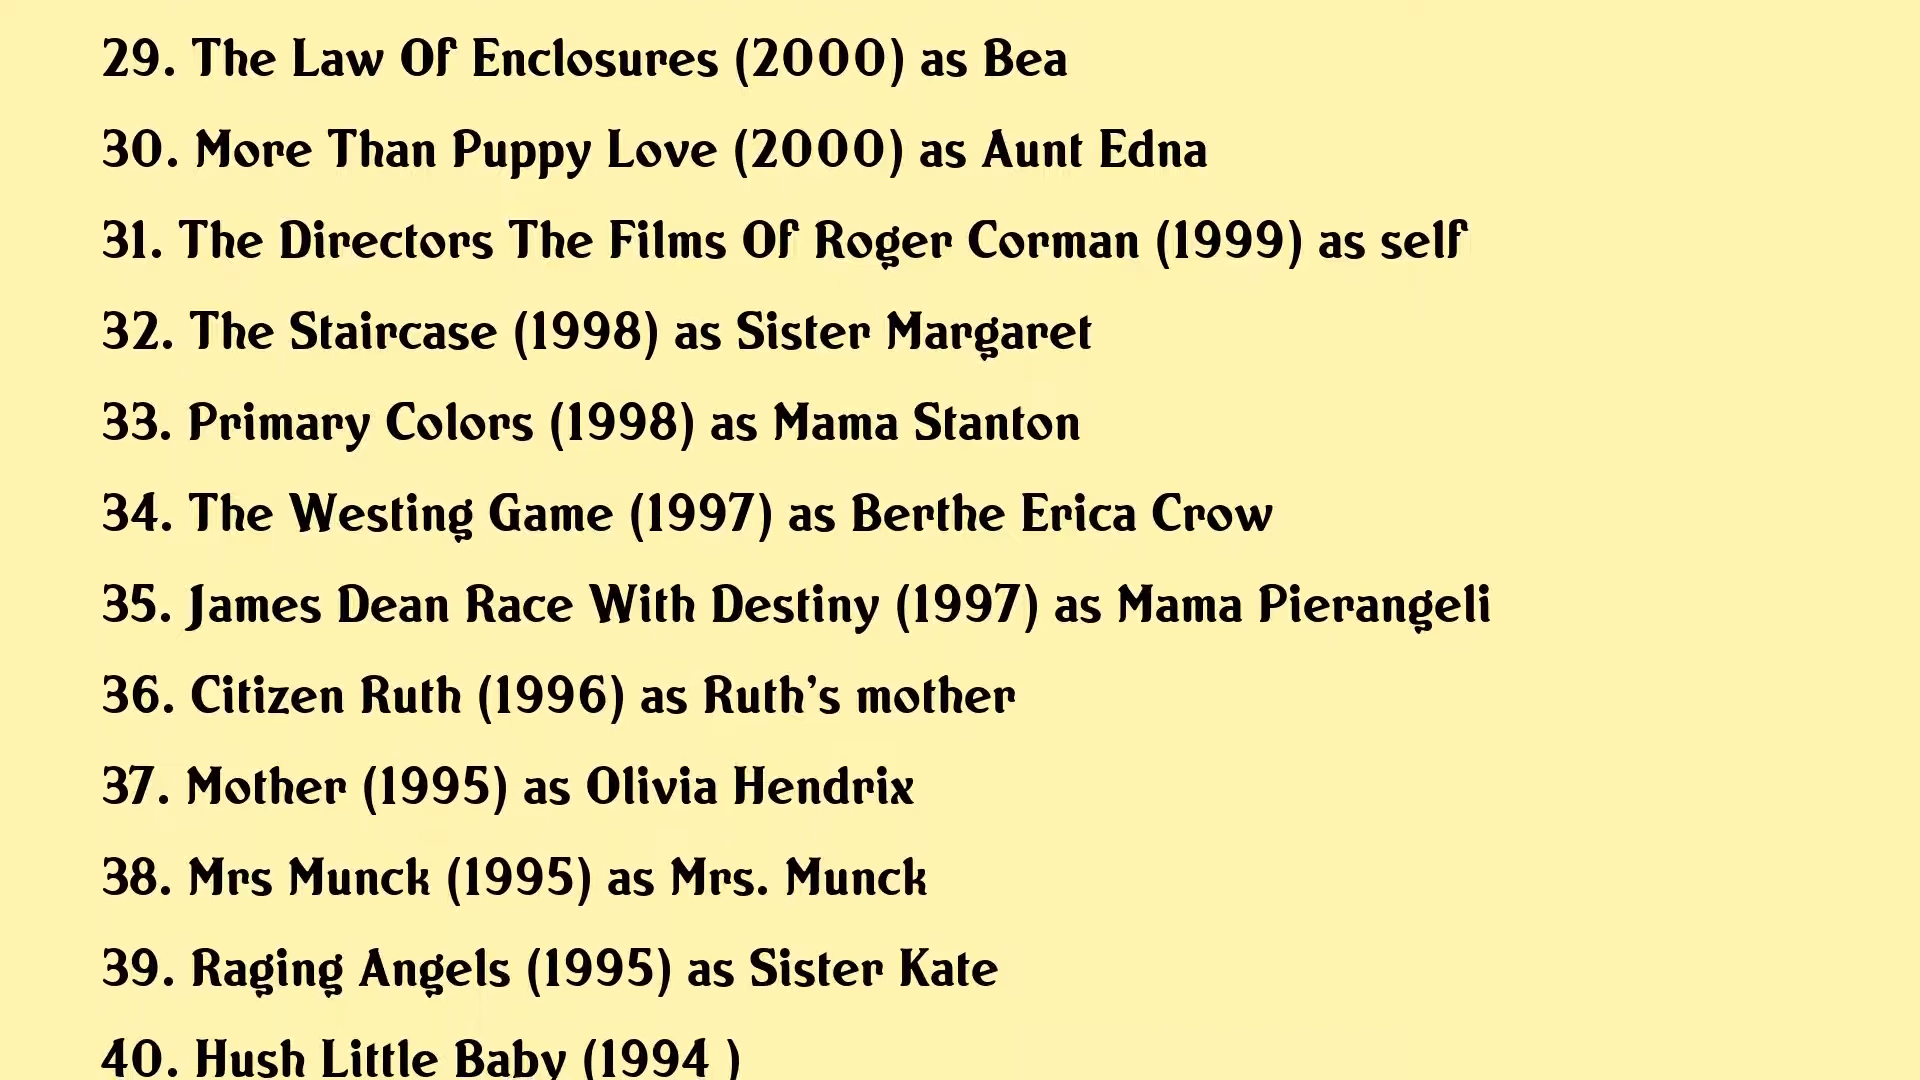 29. The Law Of Enclosures (2000) as Bea
30. More Than Puppy Love (2000) as Aunt Edna
31. The Directors The Films Of Roger Corman (1999) as self
32. The Staircase (1998) as Sister Margaret
33. Primary Colors (1998) as Mama Stanton
34. The Westing Game (1997) as Berthe Erica Crow
35. James Dean Race With Destiny (1997) as Mama Pierangeli
36. Citizen Ruth (1996) as Ruth's mother
37. Mother (1995) as Olivia Hendrix
38. Mrs Munck (1995) as Mrs. Munck
39. Raging Angels (1995) as Sister Kate
40. Hush Little Baby (1994 )